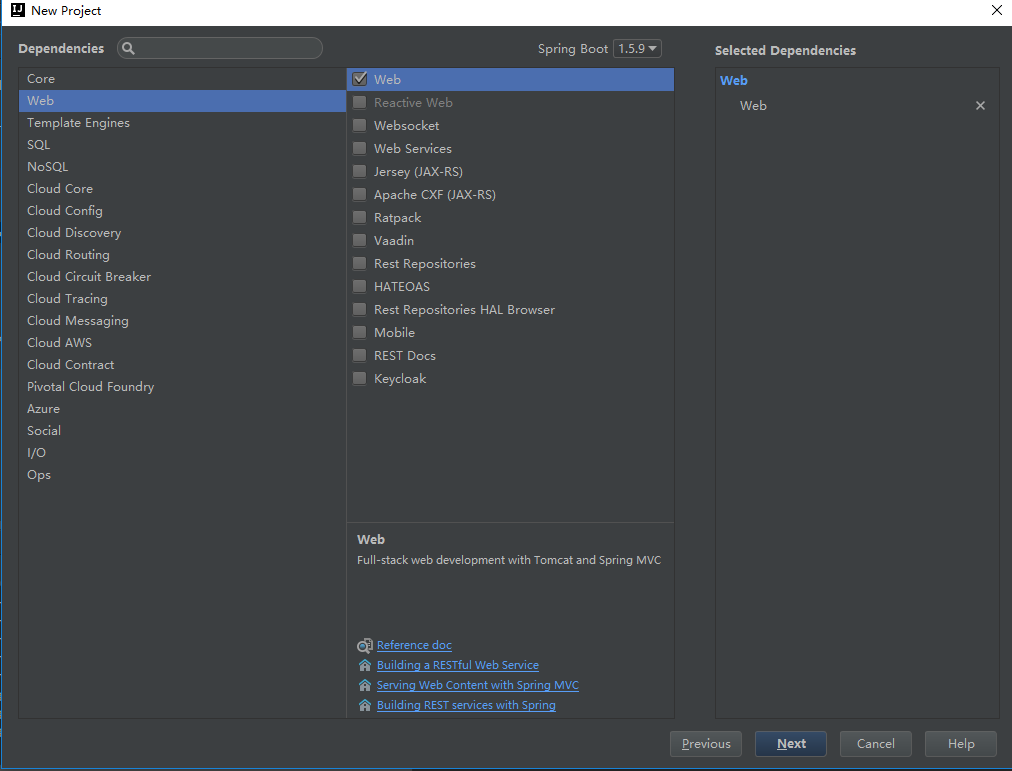 New Project
Dependencies
Spring Boot 1.5.9
Selected Dependencies
Core
Web
Template Engines
SQL
NoSQL
Cloud Core
Cloud Config
Cloud Discovery
Cloud Routing
Cloud Circuit Breaker
Cloud Tracing
Cloud Messaging
Cloud AWS
Cloud Contract
Pivotal Cloud Foundry
Azure
Social
I/O
Ops
Web
Reactive Web
Websocket
Web Services
Jersey (JAX-RS)
Apache CXF (JAX-RS)
Ratpack
Vaadin
Rest Repositories
HATEOAS
Rest Repositories HAL Browser
Mobile
REST Docs
Keycloak
Web
Full-stack web development with Tomcat and Spring MVC
Reference doc
Building a RESTful Web Service
Serving Web Content with Spring MVC
Building REST services with Spring
Web
Web
Previous
Next
Cancel
Help